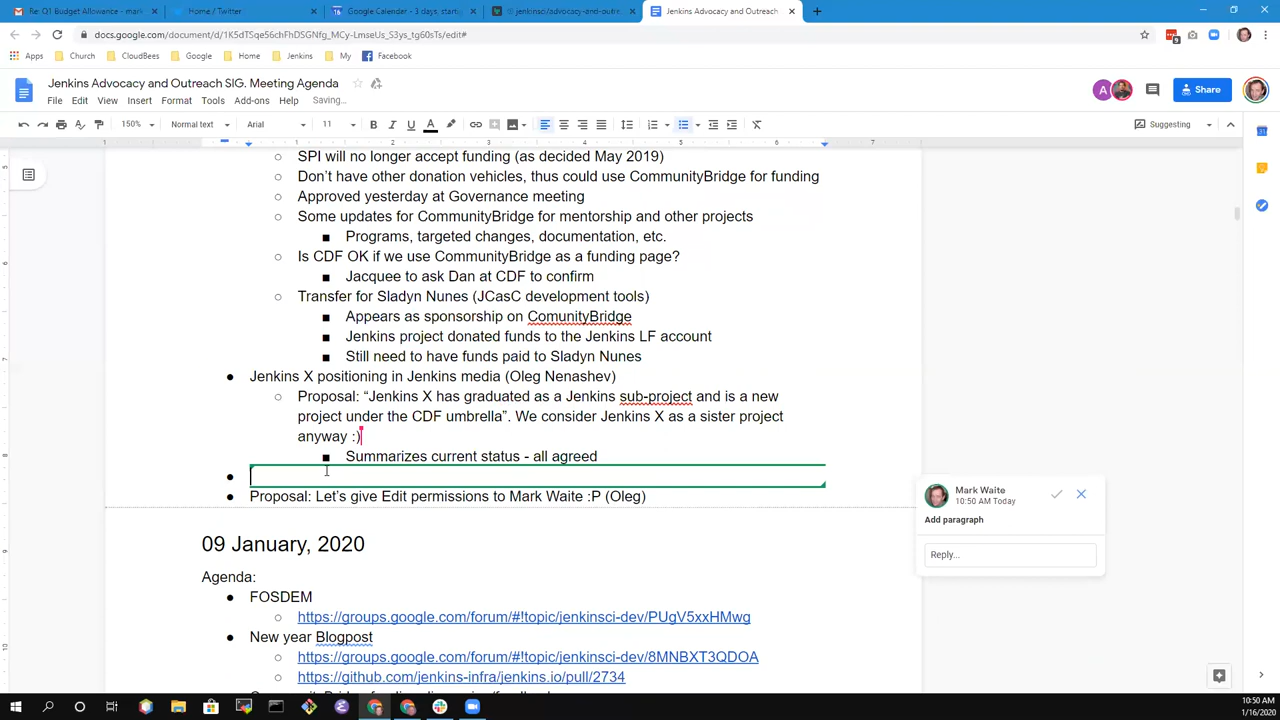 Re: Q1 Budget Allowance - mark
Home / Twitter
Google Calendar - 3 days, startin
jenkinsci/advocacy-and-outre
Jenkins Advocacy and Outreach
docs.google.com/document/d/1K5dTSqe56chFhDSGNfg_MCy-LmseUs_S3ys_tg60sTs/edit#
Apps
Church
CloudBees
Google
Home
Jenkins
My
Facebook
Jenkins Advocacy and Outreach SIG. Meeting Agenda
File Edit View Insert Format Tools Add-ons Help Saving...
A
Share
150%
Normal text
Arial
11
B I U A
Suggesting
1 1 2 3 4 5 6 7
○ SPI will no longer accept funding (as decided May 2019)
○ Don't have other donation vehicles, thus could use CommunityBridge for funding
○ Approved yesterday at Governance meeting
○ Some updates for CommunityBridge for mentorship and other projects
■ Programs, targeted changes, documentation, etc.
○ Is CDF OK if we use CommunityBridge as a funding page?
■ Jacquee to ask Dan at CDF to confirm
○ Transfer for Sladyn Nunes (JCasC development tools)
■ Appears as sponsorship on ComunityBridge
■ Jenkins project donated funds to the Jenkins LF account
■ Still need to have funds paid to Sladyn Nunes
● Jenkins X positioning in Jenkins media (Oleg Nenashev)
○ Proposal: “Jenkins X has graduated as a Jenkins sub-project and is a new
project under the CDF umbrella”. We consider Jenkins X as a sister project
anyway :)
■ Summarizes current status - all agreed
●
● Proposal: Let's give Edit permissions to Mark Waite :P (Oleg)
Mark Waite
10:50 AM Today
Add paragraph
Reply...
09 January, 2020
Agenda:
● FOSDEM
○ https://groups.google.com/forum/#!topic/jenkinsci-dev/PUgV5xxHMwg
● New year Blogpost
○ https://groups.google.com/forum/#!topic/jenkinsci-dev/8MNBXT3QDOA
○ https://github.com/jenkins-infra/jenkins.io/pull/2734
10:50 AM
1/16/2020